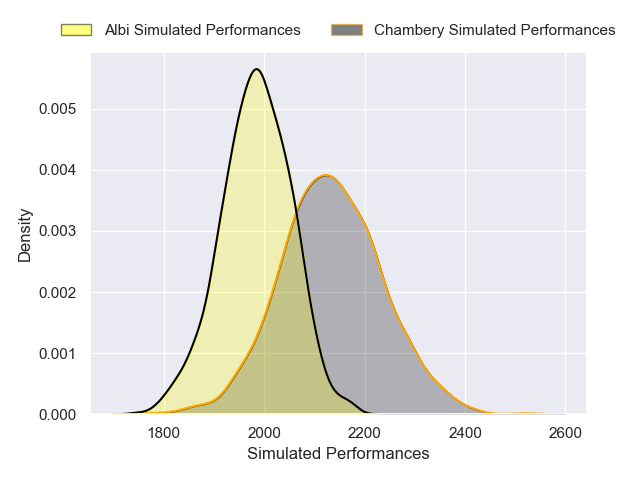 Albi Simulated Performances Chambery Simulated Performances
0.005
0.004
0.003
0.002
0.001
0.000
Density
1800 2000 2200 2400 2600
Simulated Performances